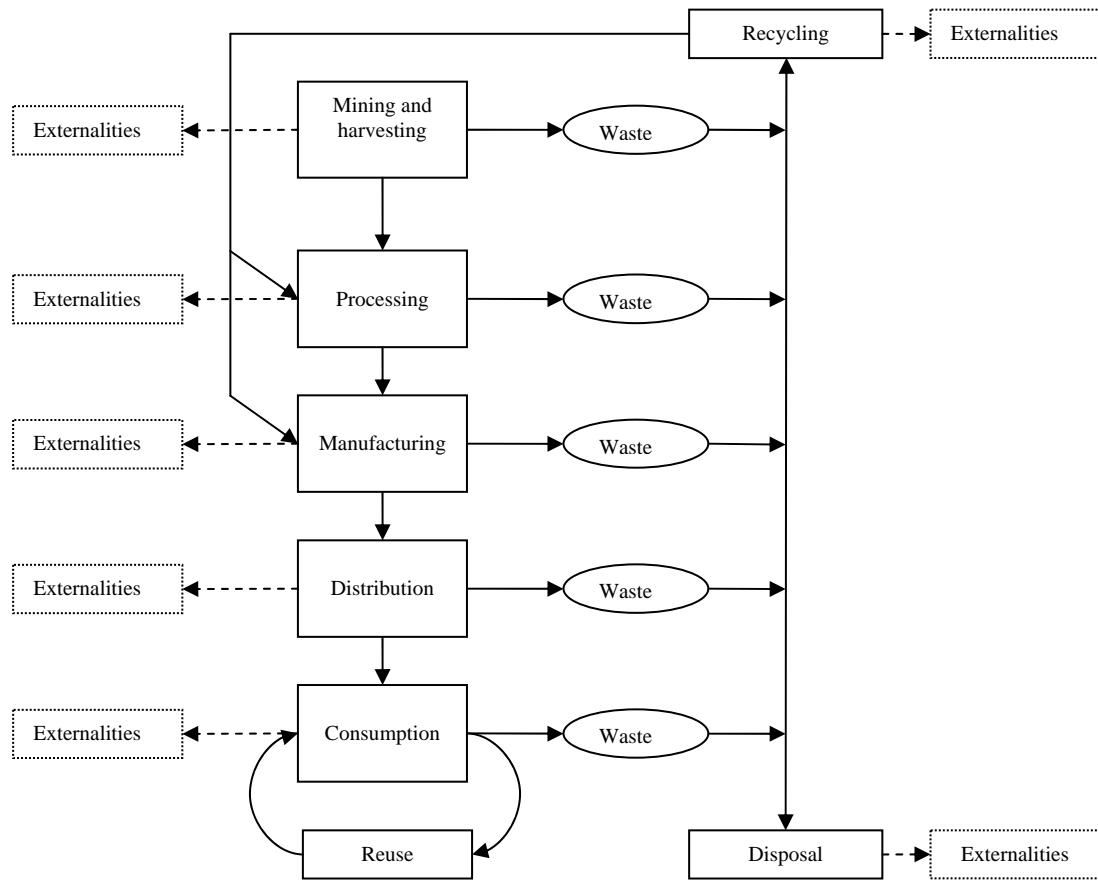 Recycling
Externalities
Mining and
harvesting
Externalities
Waste
Externalities
Processing
Waste
Externalities
Manufacturing
Waste
Externalities
Distribution
Waste
Externalities
Consumption
Waste
Reuse
Disposal
Externalities